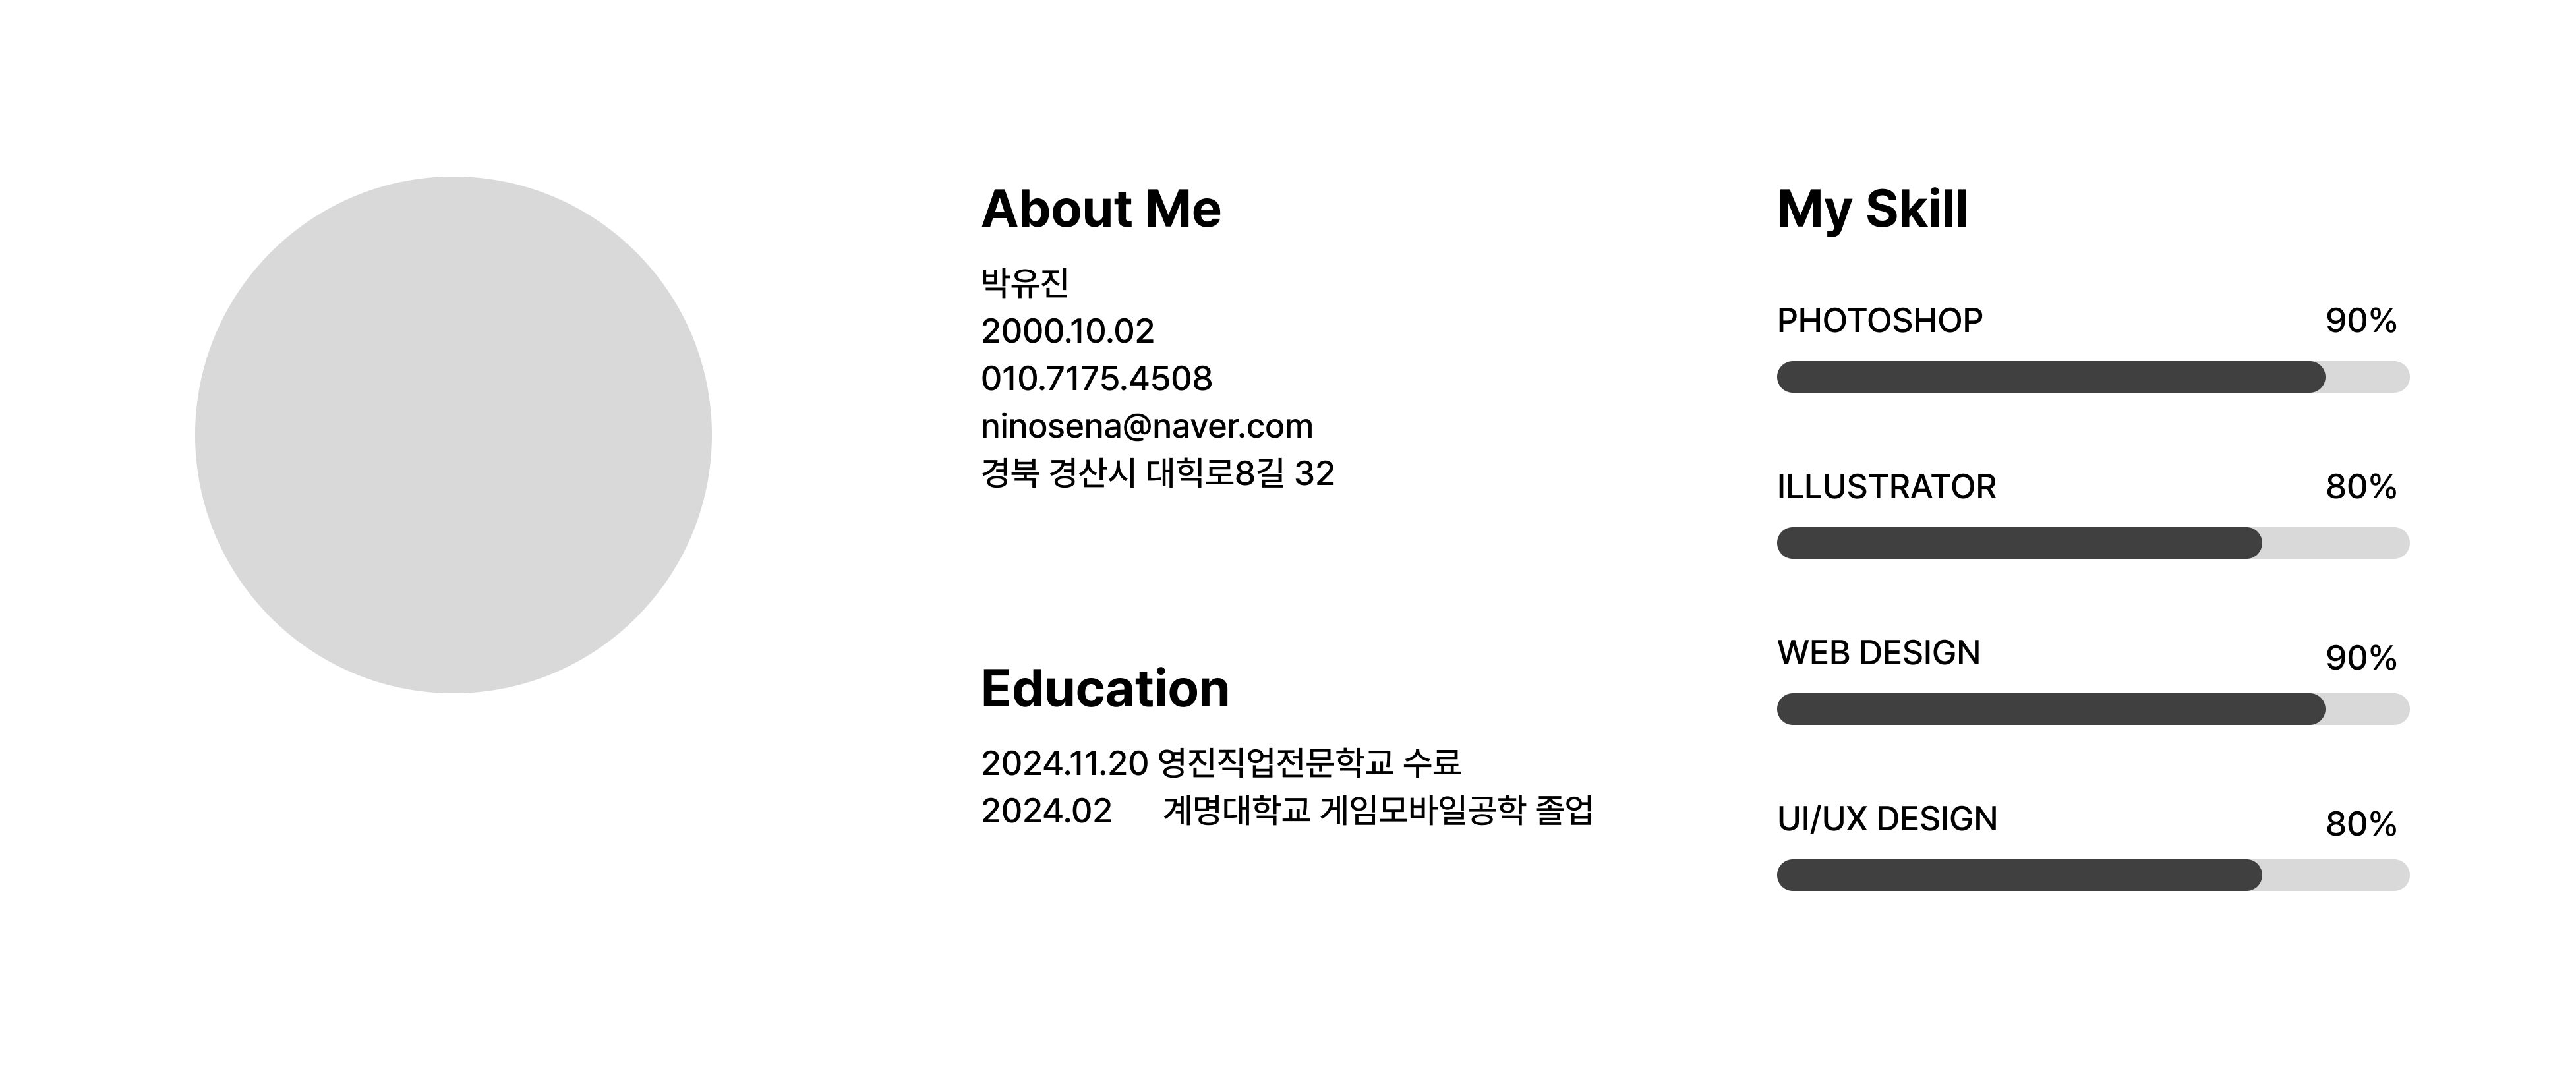 About Me
박유진
2000.10.02
010.7175.4508
ninosena@naver.com
경북 경산시 대힉로8길 32
Education
2024.11.20 영진직업전문학교 수료
2024.02 계명대학교 게임모바일공학 졸업
My Skill
PHOTOSHOP 90%
ILLUSTRATOR 80%
WEB DESIGN 90%
UI/UX DESIGN 80%